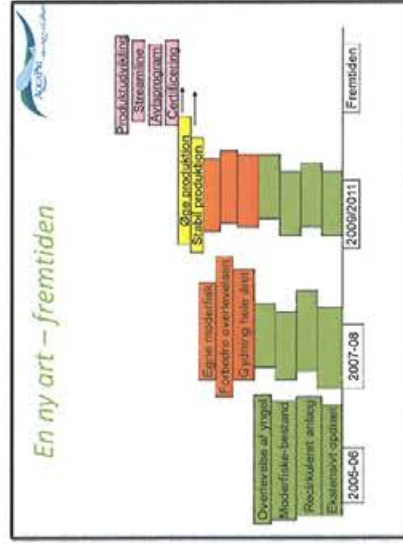 En ny art – fremtiden
AquaPri
Produktudvikling
Streamline
Avlsprogram
Certificering
Øge produktion
Stabil produktion
Egne moderfisk
Forbedre overlevelsen
Gydning hele året
Overlevelse af yngel
Moderfiske-bestand
Recirkuleret anlæg
Ekstensivt opdræt
2005-06
2007-08
2009/2011
Fremtiden